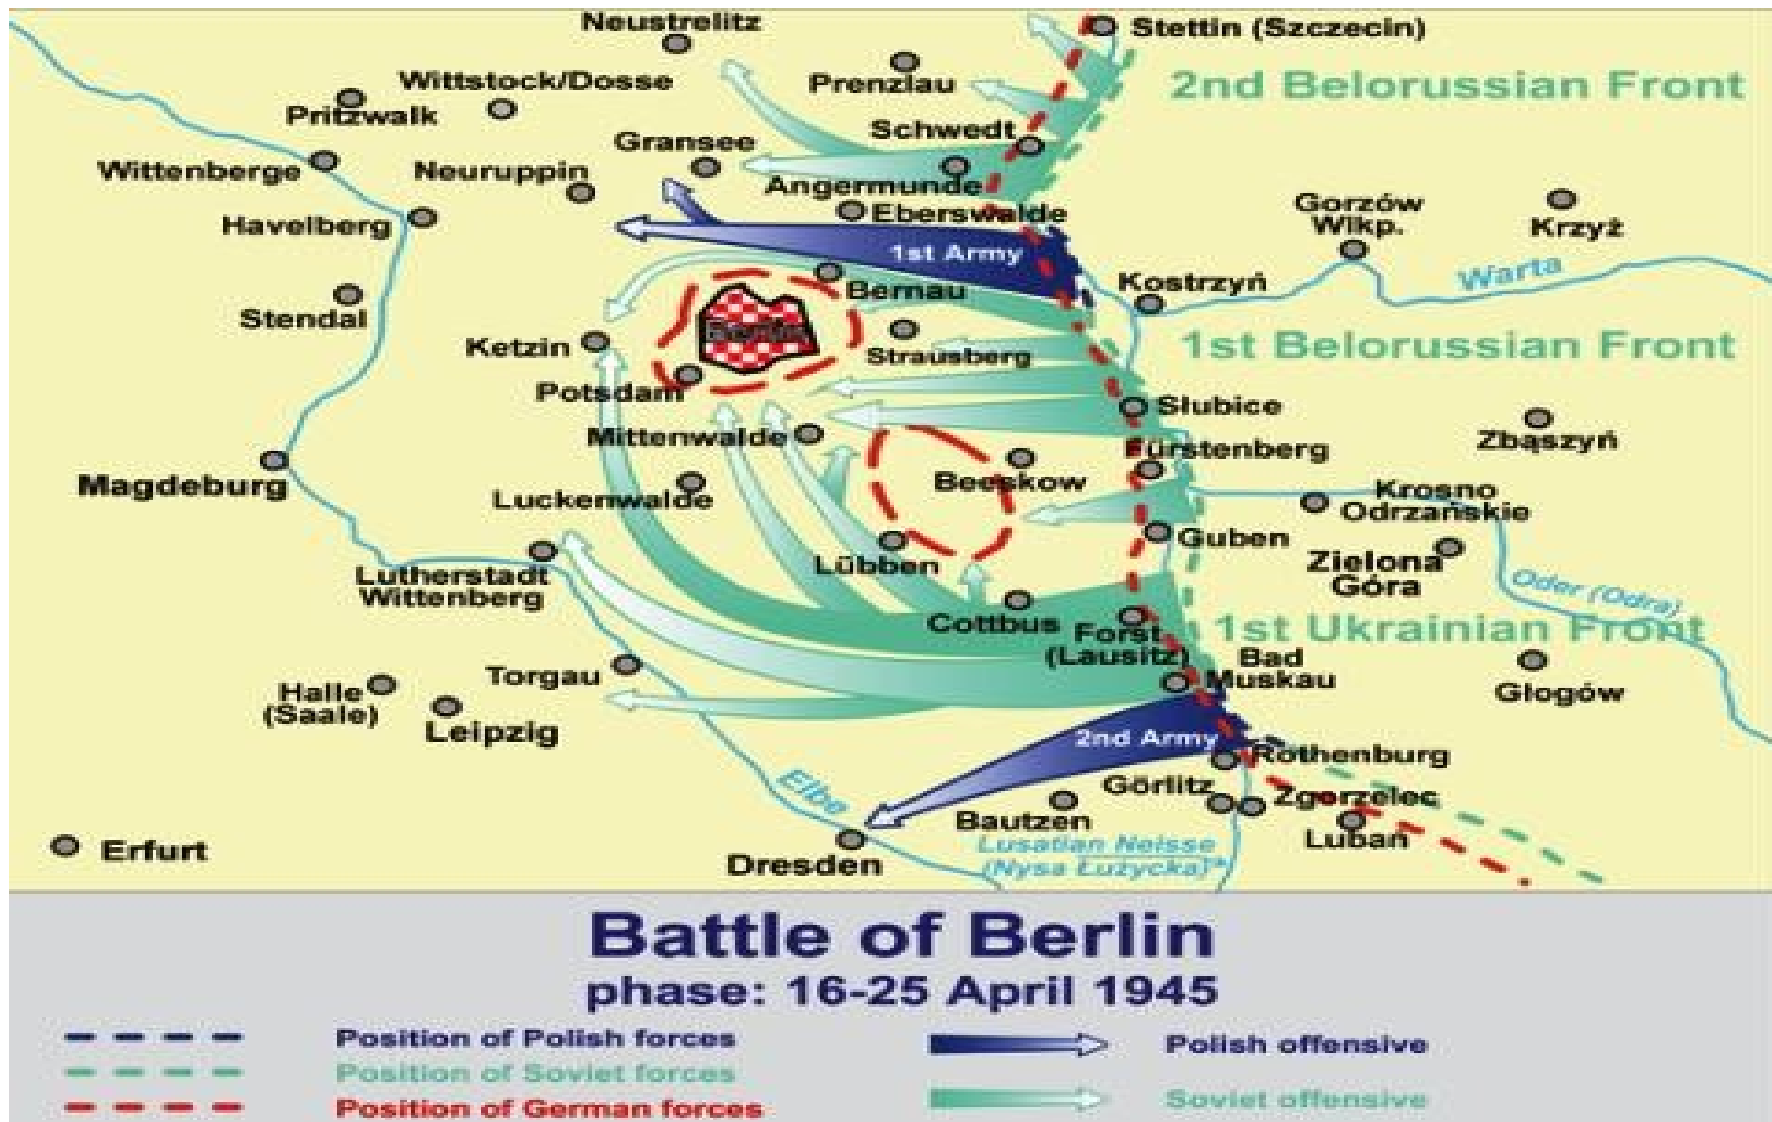 Neustrelitz
Stettin (Szczecin)
Wittstock/Dosse
Prenzlau
2nd Belorussian Front
Pritzwalk
Schwedt
Gransee
Wittenberge
Neuruppin
Angermunde
Havelberg
Eberswalde
Gorzów
Wlkp.
Krzyż
1st Army
Warta
Kostrzyń
Bernau
Stendal
Berlin
Ketzin
Strausberg
1st Belorussian Front
Potsdam
Słubice
Mittenwalde
Fürstenberg
Zbąszyń
Magdeburg
Luckenwalde
Beeskow
Krosno
Odrzańskie
Guben
Lübben
Zielona
Góra
Lutherstadt
Wittenberg
Oder (Odra)
Cottbus
Forst
(Lausitz)
1st Ukrainian Front
Bad
Muskau
Torgau
Halle
(Saale)
Głogów
Leipzig
2nd Army
Rothenburg
Elbe
Görlitz
Zgorzelec
Bautzen
Lubań
Erfurt
Dresden
Lusatian Neisse
(Nysa Łużycka)
Battle of Berlin
phase: 16-25 April 1945
Position of Polish forces
Polish offensive
Position of Soviet forces
Soviet offensive
Position of German forces